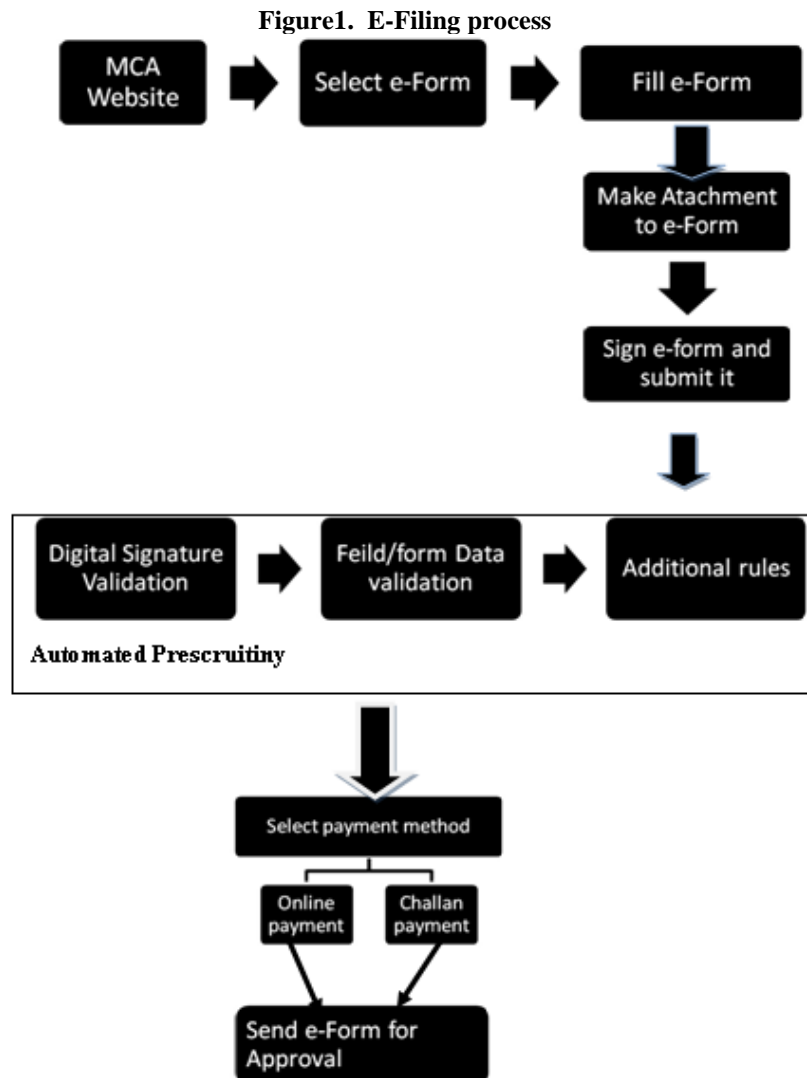 Figure1. E-Filing process
MCA
Website
Select e-Form
Fill e-Form
Make Atachment
to e-Form
Sign e-form and
submit it
Digital Signature
Validation
Feild/form Data
validation
Additional rules
Automated Prescruitiny
Select payment method
Online
payment
Challan
payment
Send e-Form for
Approval